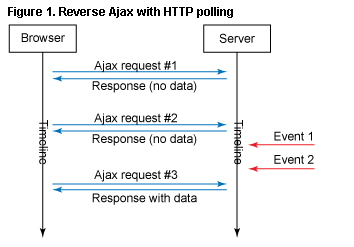 Figure 1. Reverse Ajax with HTTP polling
Browser
Server
Ajax request #1
Response (no data)
Ajax request #2
Response (no data)
Timeline
Timeline
Event 1
Event 2
Ajax request #3
Response with data